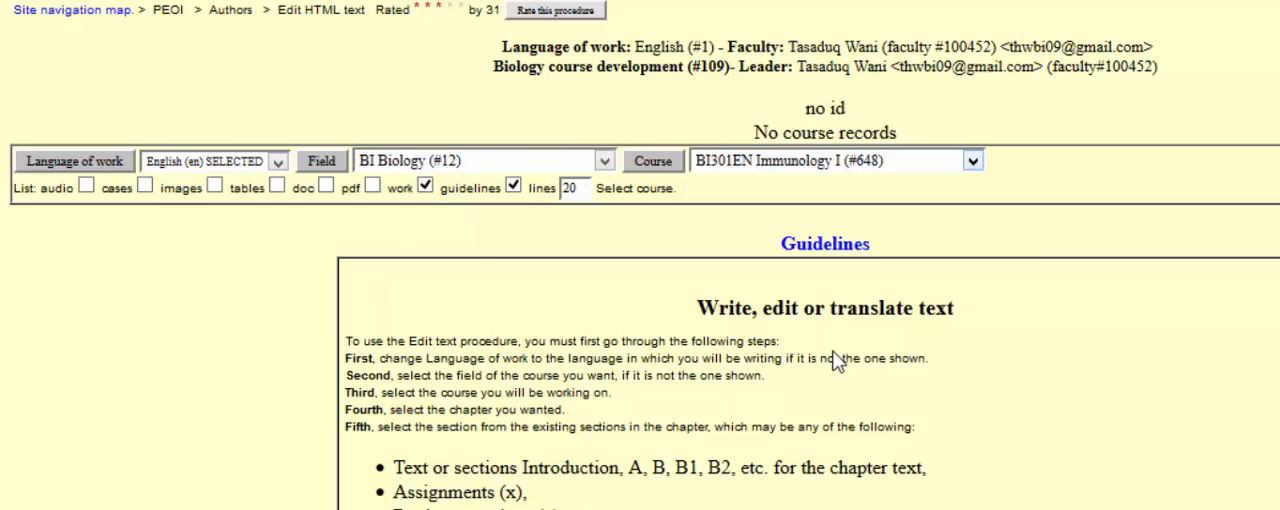 Site navigation map. > PEOI > Authors > Edit HTML text Rated * * * * * by 31 Rate this procedure
Language of work: English (#1) - Faculty: Tasaduq Wani (faculty #100452) <thwbi09@gmail.com>
Biology course development (#109)- Leader: Tasaduq Wani <thwbi09@gmail.com> (faculty#100452)
no id
No course records
Language of work English (en) SELECTED Field BI Biology (#12) Course BI301EN Immunology I (#648)
List: audio cases images tables doc pdf work guidelines lines 20 Select course.
Guidelines
Write, edit or translate text
To use the Edit text procedure, you must first go through the following steps:
First, change Language of work to the language in which you will be writing if it is not the one shown.
Second, select the field of the course you want, if it is not the one shown.
Third, select the course you will be working on.
Fourth, select the chapter you wanted.
Fifth, select the section from the existing sections in the chapter, which may be any of the following:
• Text or sections Introduction, A, B, B1, B2, etc. for the chapter text,
• Assignments (x),